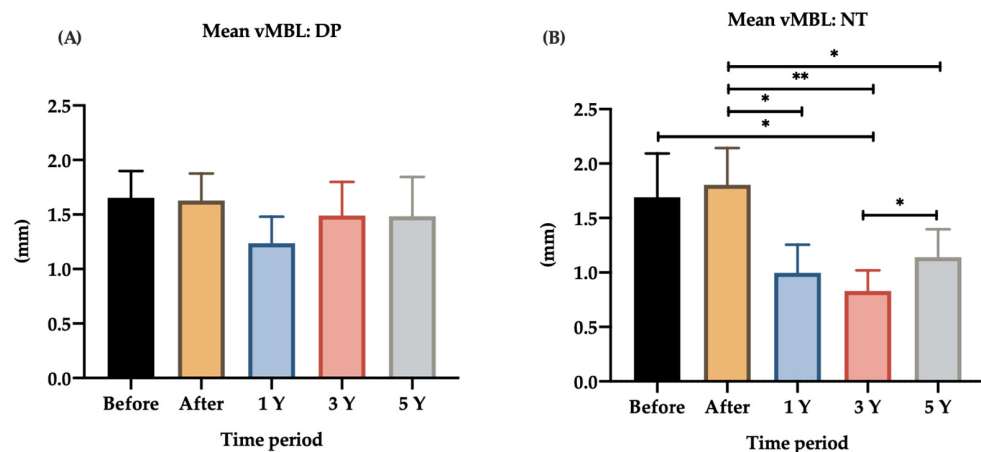 (A)
Mean vMBL: DP
2.5
2.0
1.5
1.0
0.5
0.0
(mm)
Before After 1 Y 3 Y 5 Y
Time period
(B)
Mean vMBL: NT
*
**
*
*
*
2.5
2.0
1.5
1.0
0.5
0.0
(mm)
Before After 1 Y 3 Y 5 Y
Time period